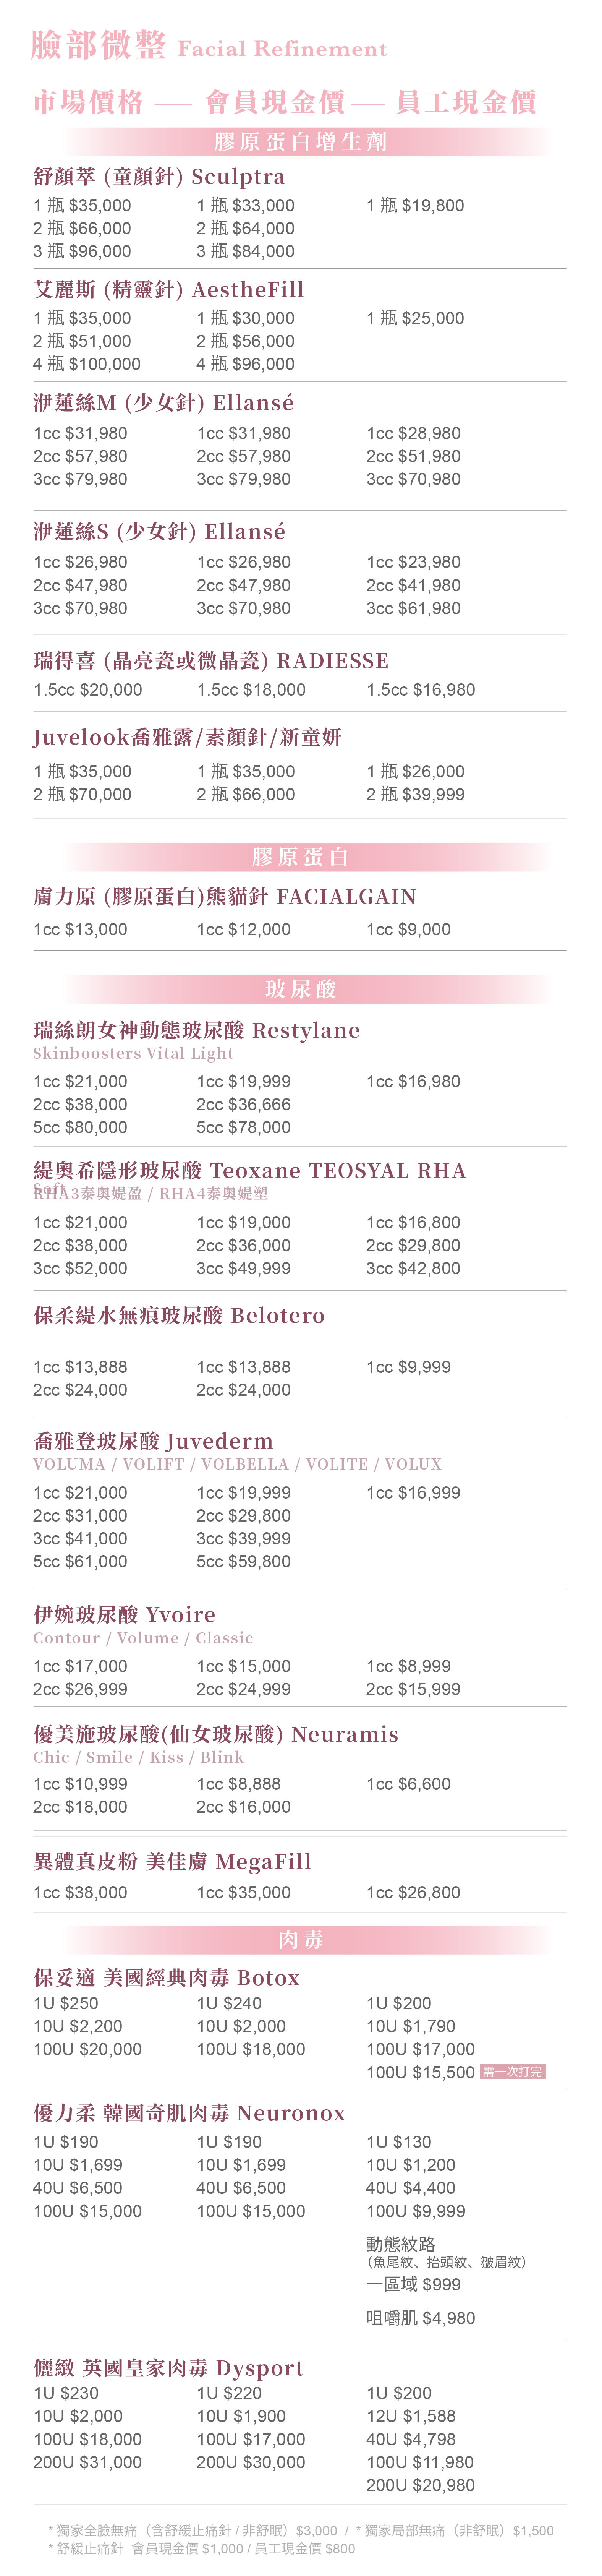 臉部微整 Facial Refinement
市場價格 — 會員現金價 — 員工現金價
膠原蛋白增生劑
舒顏萃 (童顏針) Sculptra
1 瓶 $35,000 1 瓶 $33,000 1 瓶 $19,800
2 瓶 $66,000 2 瓶 $64,000
3 瓶 $96,000 3 瓶 $84,000
艾麗斯 (精靈針) AestheFill
1 瓶 $35,000 1 瓶 $30,000 1 瓶 $25,000
2 瓶 $51,000 2 瓶 $56,000
4 瓶 $100,000 4 瓶 $96,000
洢蓮絲M (少女針) Ellansé
1cc $31,980 1cc $31,980 1cc $28,980
2cc $57,980 2cc $57,980 2cc $51,980
3cc $79,980 3cc $79,980 3cc $70,980
洢蓮絲S (少女針) Ellansé
1cc $26,980 1cc $26,980 1cc $23,980
2cc $47,980 2cc $47,980 2cc $41,980
3cc $70,980 3cc $70,980 3cc $61,980
瑞得喜 (晶亮瓷或微晶瓷) RADIESSE
1.5cc $20,000 1.5cc $18,000 1.5cc $16,980
Juvelook喬雅露/素顏針/新童妍
1 瓶 $35,000 1 瓶 $35,000 1 瓶 $26,000
2 瓶 $70,000 2 瓶 $66,000 2 瓶 $39,999
膠原蛋白
膚力原 (膠原蛋白)熊貓針 FACIALGAIN
1cc $13,000 1cc $12,000 1cc $9,000
玻尿酸
瑞絲朗女神動態玻尿酸 Restylane
Skinboosters Vital Light
1cc $21,000 1cc $19,999 1cc $16,980
2cc $38,000 2cc $36,666
5cc $80,000 5cc $78,000
緹奧希隱形玻尿酸 Teoxane TEOSYAL RHA
Soft
RHA3泰奧媞盈 / RHA4泰奧媞塑
1cc $21,000 1cc $19,000 1cc $16,800
2cc $38,000 2cc $36,000 2cc $29,800
3cc $52,000 3cc $49,999 3cc $42,800
保柔緹水無痕玻尿酸 Belotero
1cc $13,888 1cc $13,888 1cc $9,999
2cc $24,000 2cc $24,000
喬雅登玻尿酸 Juvederm
VOLUMA / VOLIFT / VOLBELLA / VOLITE / VOLUX
1cc $21,000 1cc $19,999 1cc $16,999
2cc $31,000 2cc $29,800
3cc $41,000 3cc $39,999
5cc $61,000 5cc $59,800
伊婉玻尿酸 Yvoire
Contour / Volume / Classic
1cc $17,000 1cc $15,000 1cc $8,999
2cc $26,999 2cc $24,999 2cc $15,999
優美施玻尿酸(仙女玻尿酸) Neuramis
Chic / Smile / Kiss / Blink
1cc $10,999 1cc $8,888 1cc $6,600
2cc $18,000 2cc $16,000
異體真皮粉 美佳膚 MegaFill
1cc $38,000 1cc $35,000 1cc $26,800
肉毒
保妥適 美國經典肉毒 Botox
1U $250 1U $240 1U $200
10U $2,200 10U $2,000 10U $1,790
100U $20,000 100U $18,000 100U $17,000
100U $15,500 需一次打完
優力柔 韓國奇肌肉毒 Neuronox
1U $190 1U $190 1U $130
10U $1,699 10U $1,699 10U $1,200
40U $6,500 40U $6,500 40U $4,400
100U $15,000 100U $15,000 100U $9,999
動態紋路
(魚尾紋、抬頭紋、皺眉紋)
一區域 $999
咀嚼肌 $4,980
儷緻 英國皇家肉毒 Dysport
1U $230 1U $220 1U $200
10U $2,000 10U $1,900 12U $1,588
100U $18,000 100U $17,000 40U $4,798
200U $31,000 200U $30,000 100U $11,980
200U $20,980
* 獨家全臉無痛（含舒緩止痛針 / 非舒眠）$3,000 / * 獨家局部無痛（非舒眠）$1,500
* 舒緩止痛針 會員現金價 $1,000 / 員工現金價 $800